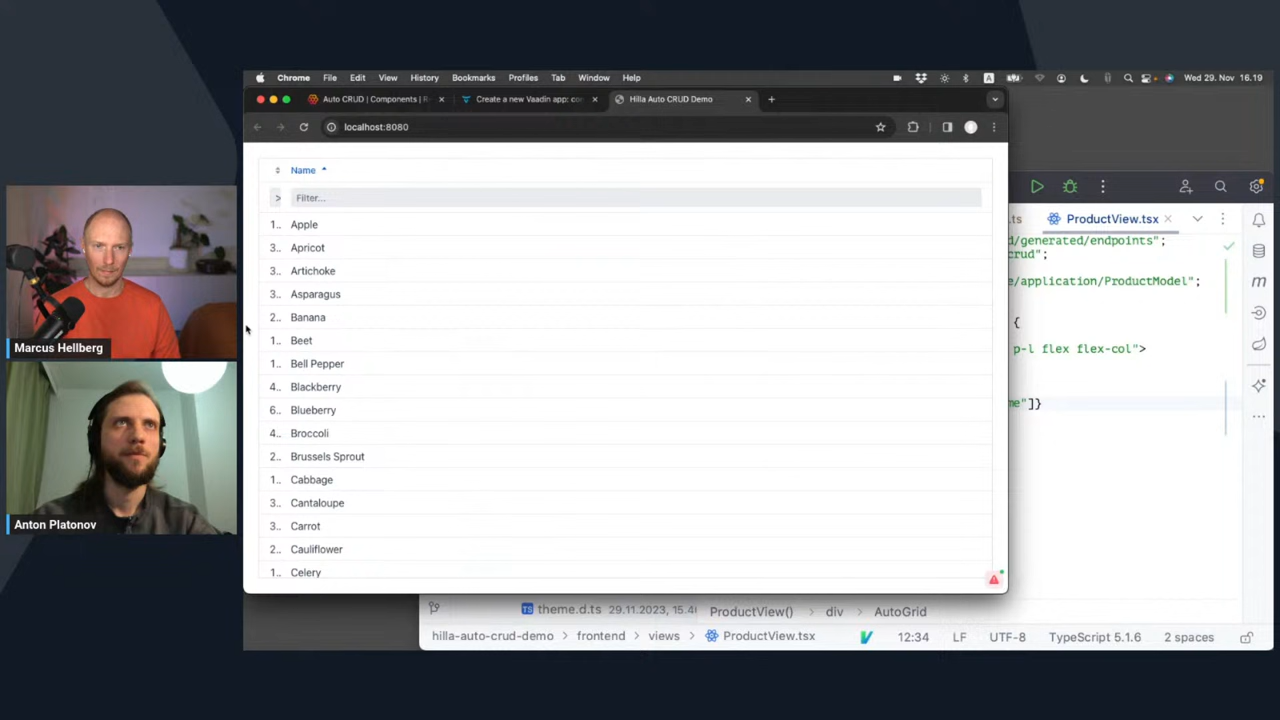 Chrome File Edit View History Bookmarks Profiles Tab Window Help
Wed 29. Nov 16.19
Auto CRUD | Components | R
Create a new Vaadin app: co
Hilla Auto CRUD Demo
localhost:8080
Name
Filter...
1.. Apple
3.. Apricot
3.. Artichoke
3.. Asparagus
2.. Banana
1.. Beet
1.. Bell Pepper
4.. Blackberry
6.. Blueberry
4.. Broccoli
2.. Brussels Sprout
1.. Cabbage
3.. Cantaloupe
3.. Carrot
2.. Cauliflower
1.. Celery
.ts
ProductView.tsx
d/generated/endpoints";
crud";
e/application/ProductModel";
{
p-l flex flex-col">
me"]}
Marcus Hellberg
Anton Platonov
theme.d.ts 29.11.2023, 15.4
ProductView() > div > AutoGrid
hilla-auto-crud-demo > frontend > views > ProductView.tsx
12:34 LF UTF-8 TypeScript 5.1.6 2 spaces